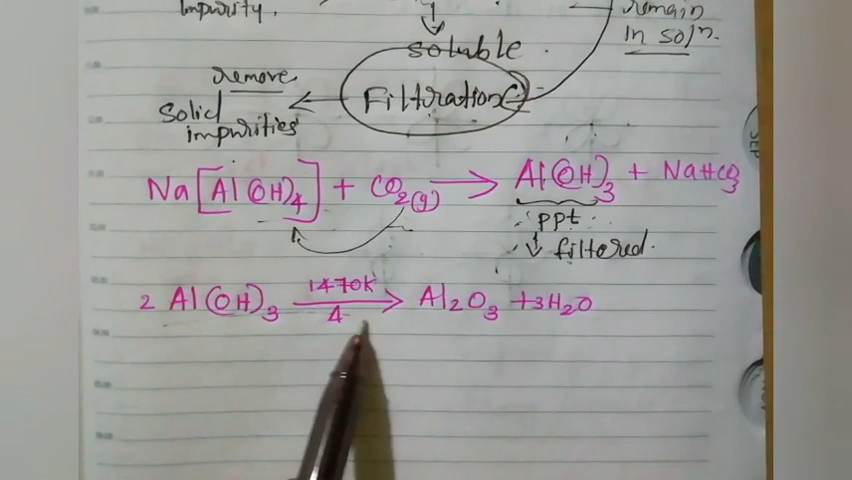 Impurity.
remain
in soln.
soluble
remove
Filtration
Solid
impurities
Na[Al(OH)4] + CO2(g) → Al(OH)3 + NaHCO3
ppt
↓ filtered.
2 Al(OH)3 → Al2O3 + 3H2O
1470K
Δ